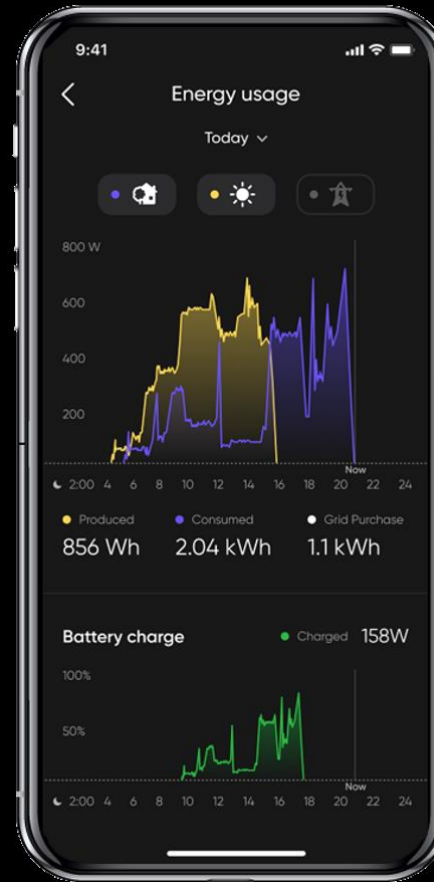 9:41
Energy usage
Today
800 W
600
400
200
Now
2:00 4 6 8 10 12 14 16 18 20 22 24
Produced Consumed Grid Purchase
856 Wh 2.04 kWh 1.1 kWh
Battery charge Charged 158W
100%
50%
Now
2:00 4 6 8 10 12 14 16 18 20 22 24